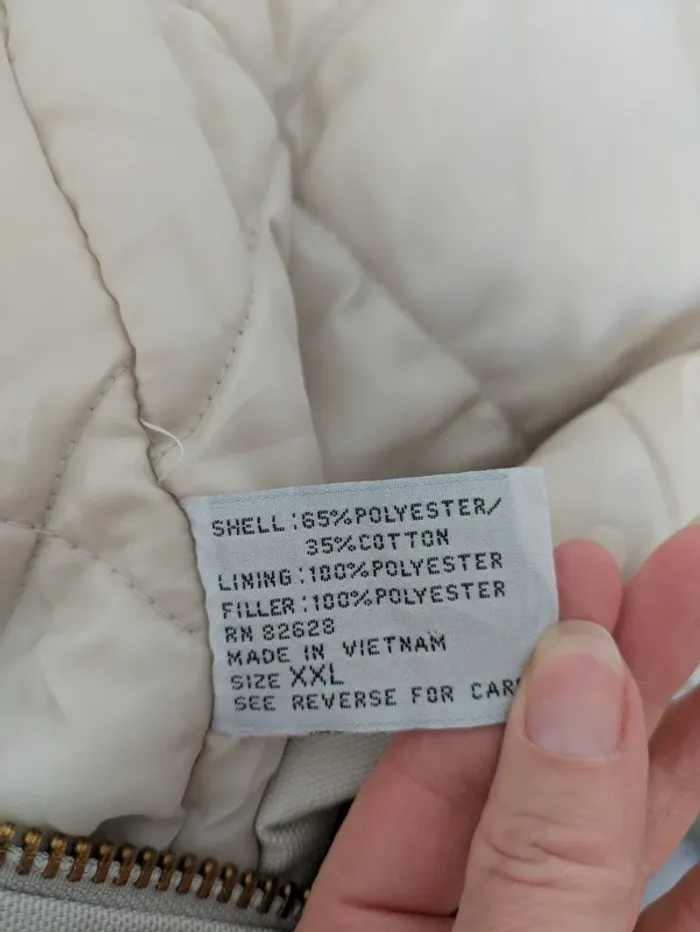 SHELL:65%POLYESTER/
35%COTTON
LINING:100%POLYESTER
FILLER:100%POLYESTER
RN 82628
MADE IN VIETNAM
SIZE XXL
SEE REVERSE FOR